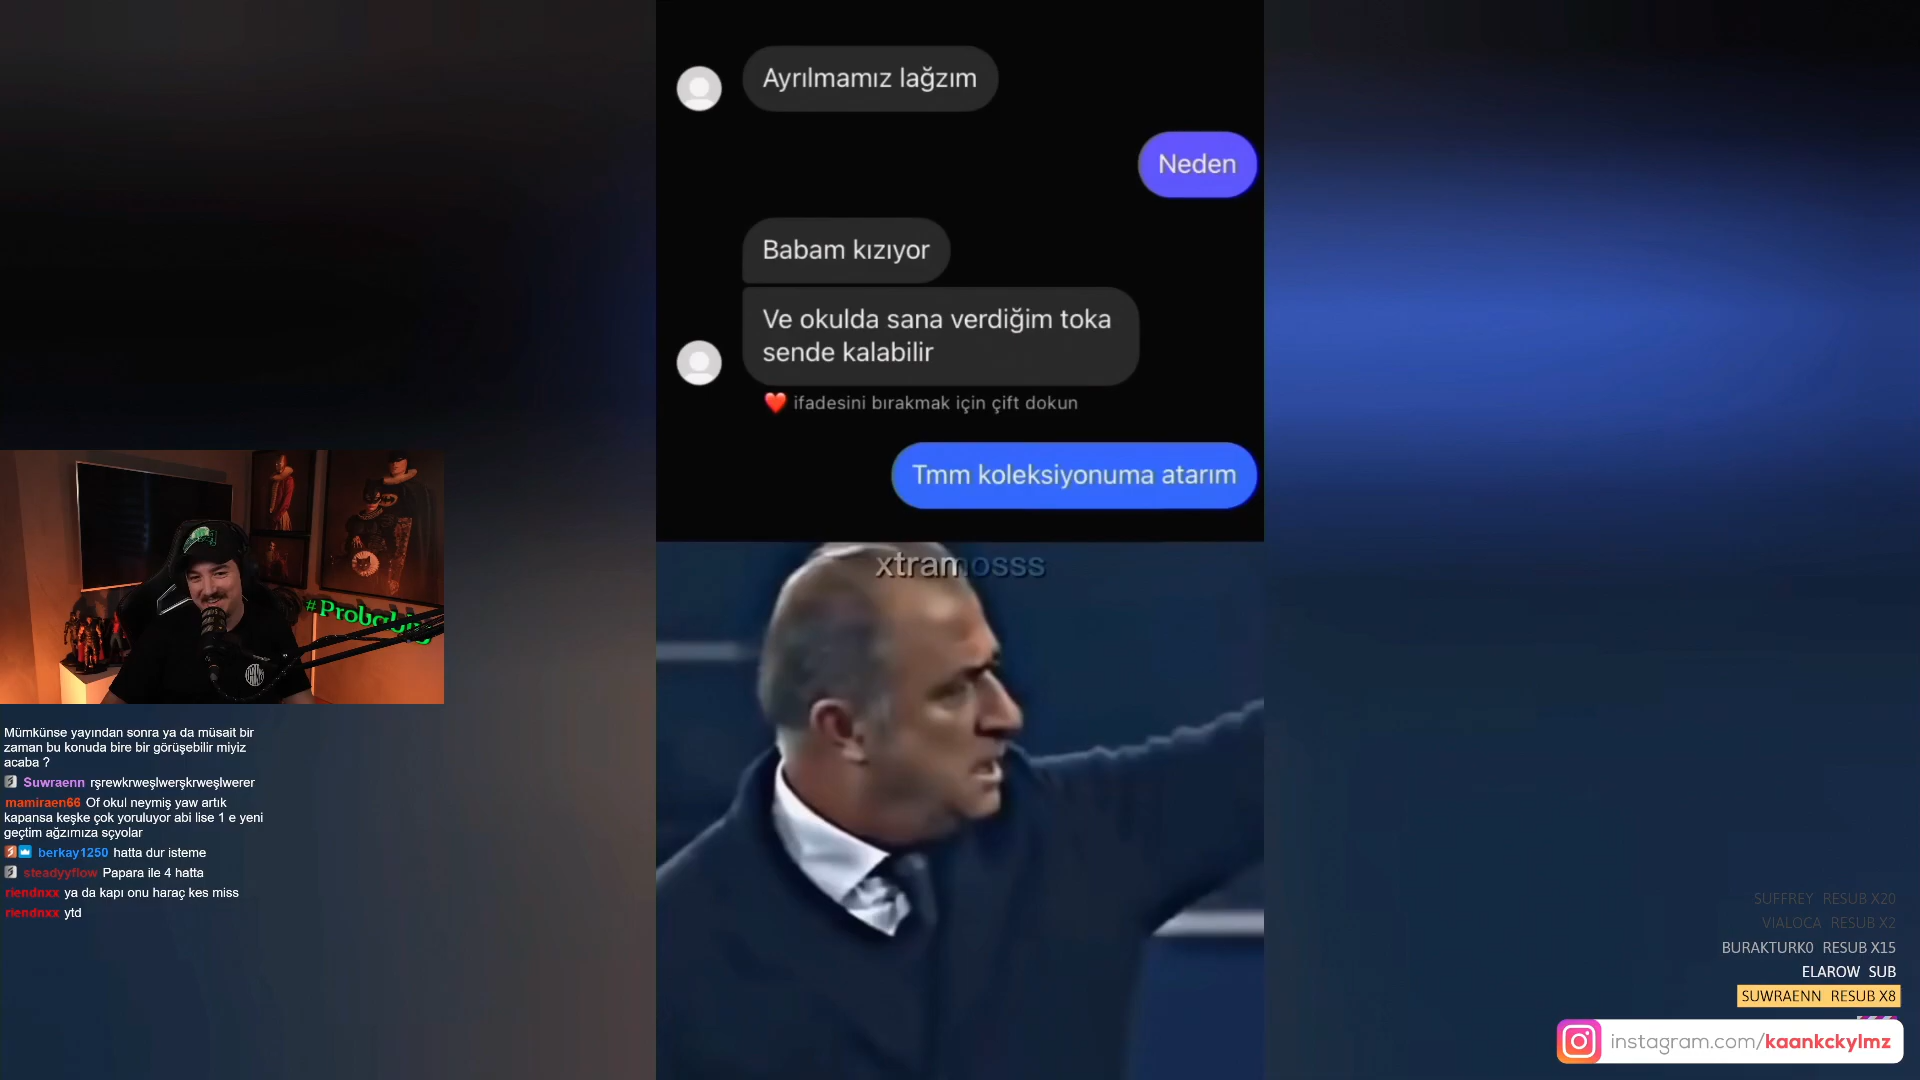 Ayrılmamız lağzım
Neden
Babam kızıyor
Ve okulda sana verdiğim toka
sende kalabilir
❤️ ifadesini bırakmak için çift dokun
Tmm koleksiyonuma atarım
xtramosss
#Probably
Mümkünse yayından sonra ya da müsait bir
zaman bu konuda bire bir görüşebilir miyiz
acaba ?
Suwraenn rşrewkrweşlwerşkrweşlwerer
mamiraen66 Of okul neymiş yaw artık
kapansa keşke çok yoruluyor abi lise 1 e yeni
geçtim ağzımıza sçyolar
berkay1250 hatta dur isteme
steadyyflow Papara ile 4 hatta
riendnxx ya da kapı onu haraç kes miss
riendnxx ytd
SUFFREY RESUB X20
VIALOCA RESUB X2
BURAKTURK0 RESUB X15
ELAROW SUB
SUWRAENN RESUB X8
instagram.com/kaankckylmz